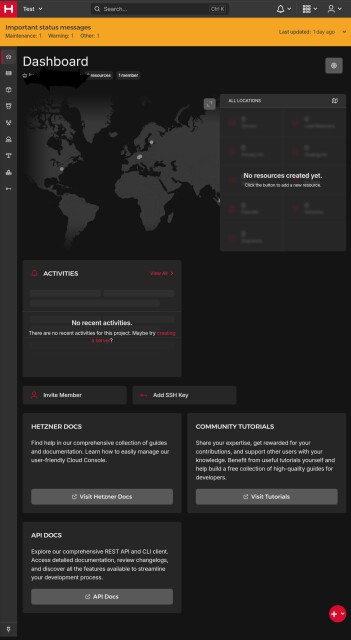 H
Test
Search...
Ctrl K
Important status messages
Maintenance: 1 Warning: 1 Other: 1
Last updated: 1 day ago
Dashboard
resources
1 member
ALL LOCATIONS
No resources created yet.
Click the button to add a new resource.
ACTIVITIES
View All
No recent activities.
There are no recent activities for this project. Maybe try creating
a server?
Invite Member
Add SSH Key
HETZNER DOCS
Find help in our comprehensive collection of guides
and documentation. Learn how to easily manage our
user-friendly Cloud Console.
Visit Hetzner Docs
COMMUNITY TUTORIALS
Share your expertise, get rewarded for your
contributions, and support other users with your
knowledge. Benefit from useful tutorials yourself and
help build a free collection of high-quality guides for
developers.
Visit Tutorials
API DOCS
Explore our comprehensive REST API and CLI client.
Access detailed documentation, review changelogs,
and discover all the features available to streamline
your development process.
API Docs